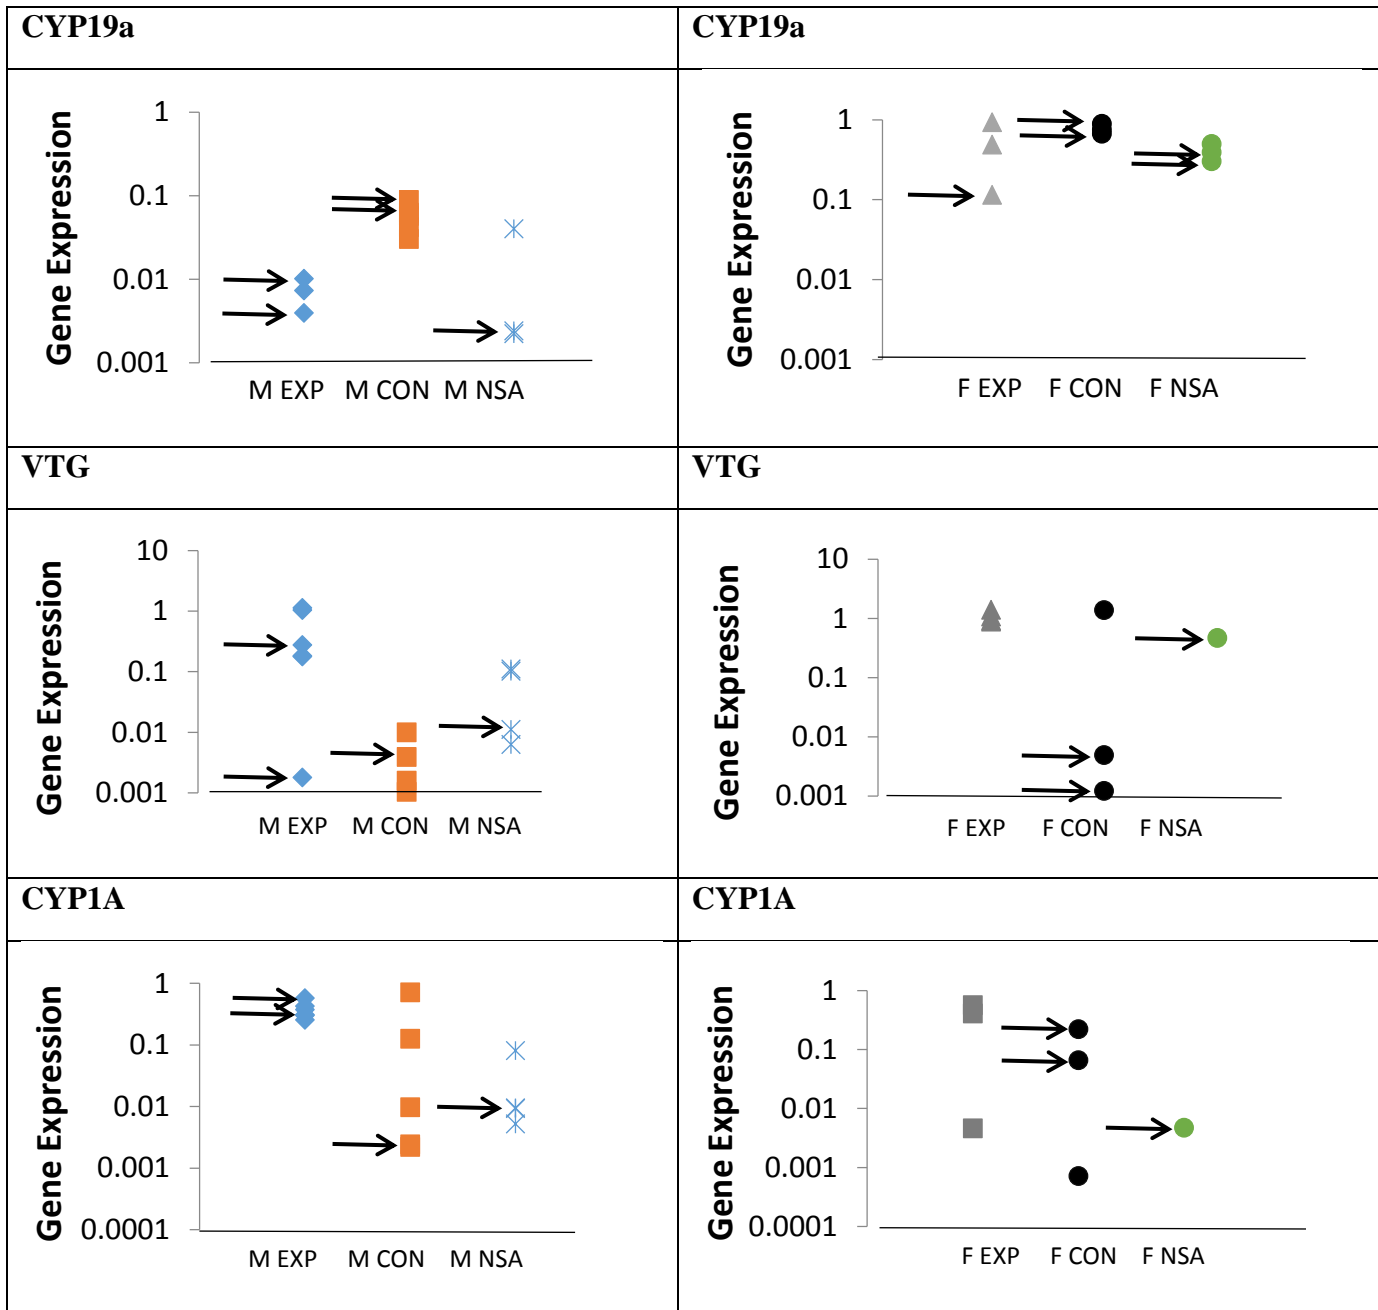 CYP19a
CYP19a
Gene Expression
1
0.1
0.01
0.001
M EXP M CON M NSA
Gene Expression
1
0.1
0.01
0.001
F EXP F CON F NSA
VTG
VTG
Gene Expression
10
1
0.1
0.01
0.001
M EXP M CON M NSA
Gene Expression
10
1
0.1
0.01
0.001
F EXP F CON F NSA
CYP1A
CYP1A
Gene Expression
1
0.1
0.01
0.001
0.0001
M EXP M CON M NSA
Gene Expression
1
0.1
0.01
0.001
0.0001
F EXP F CON F NSA